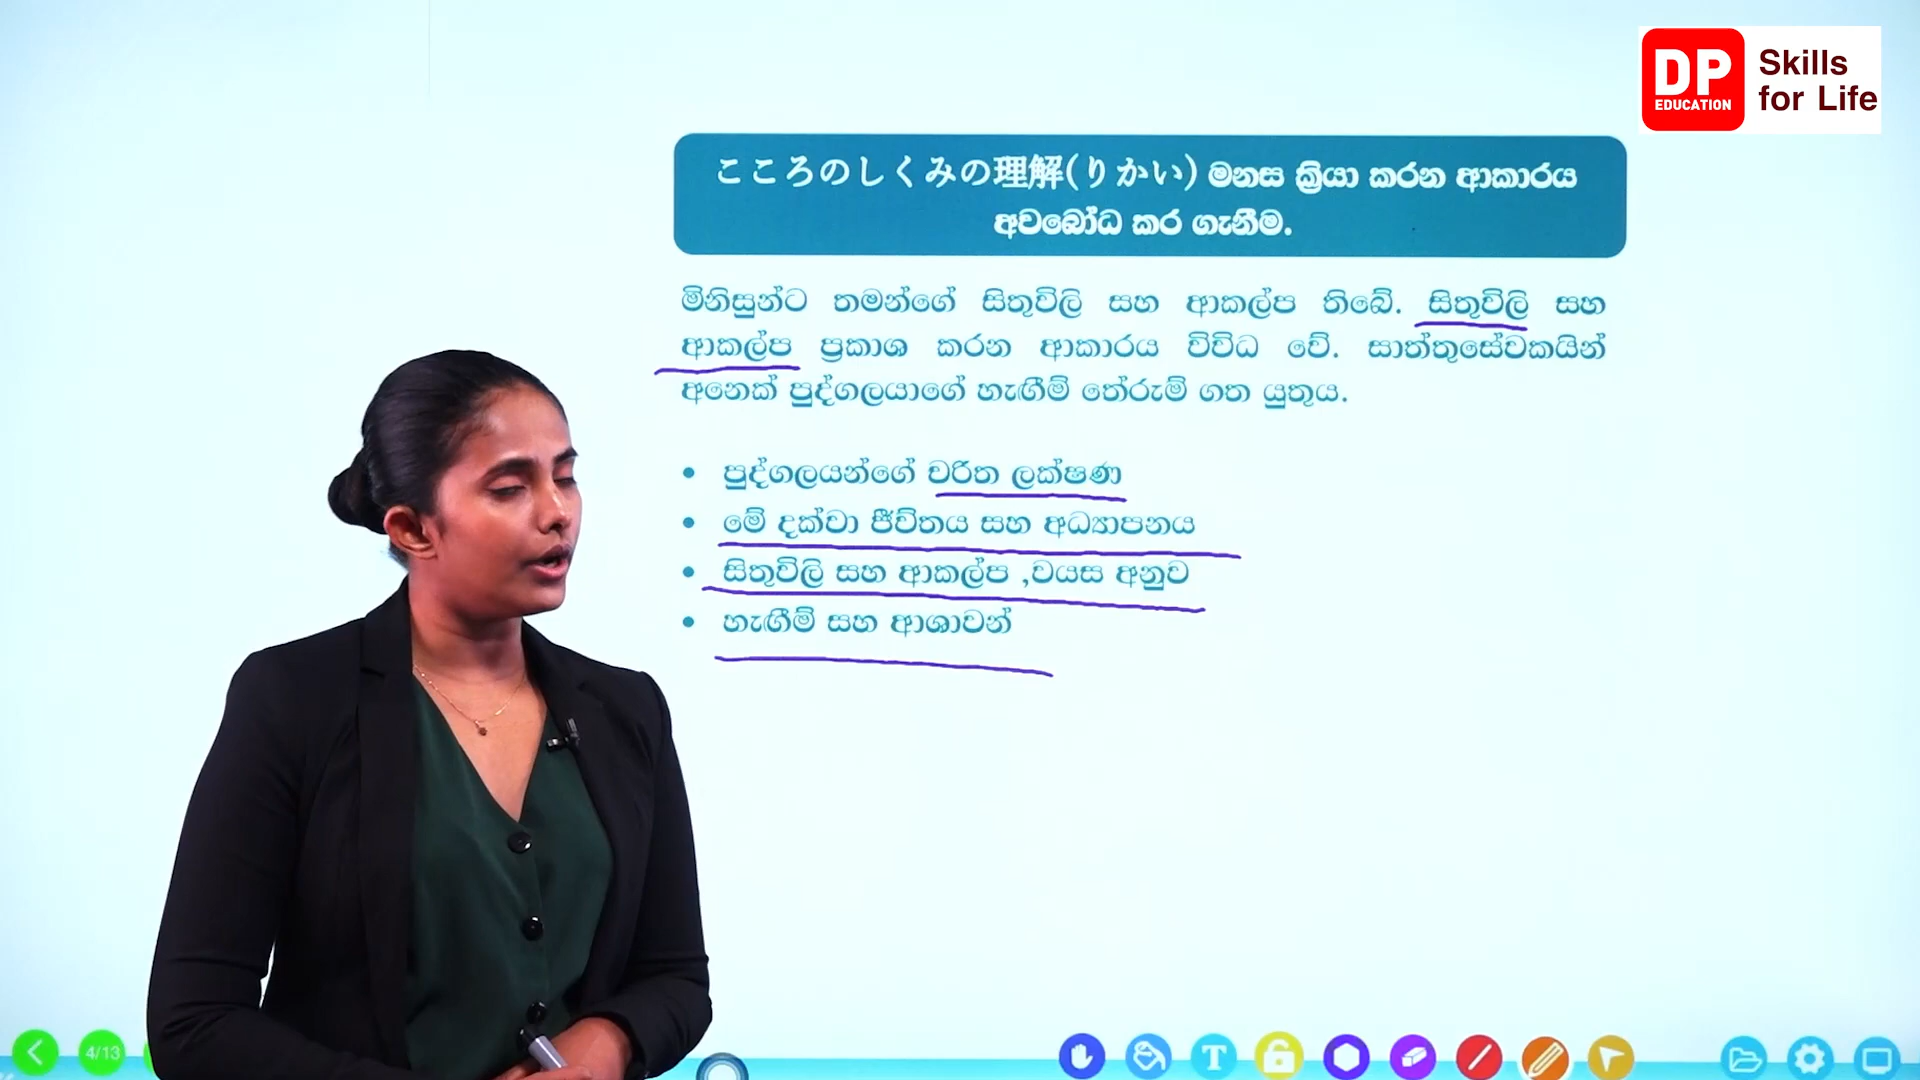 DP
EDUCATION
Skills
for Life
こころのしくみの理解(りかい) මනස ක්‍රියා කරන ආකාරය
අවබෝධ කර ගැනීම.
මිනිසුන්ට තමන්ගේ සිතුවිලි සහ ආකල්ප තිබේ. සිතුවිලි සහ
ආකල්ප ප්‍රකාශ කරන ආකාරය විවිධ වේ. සාත්තුසේවකයින්
අනෙක් පුද්ගලයාගේ හැඟීම් තේරුම් ගත යුතුය.
• පුද්ගලයන්ගේ චරිත ලක්ෂණ
• මේ දක්වා ජීවිතය සහ අධ්‍යාපනය
• සිතුවිලි සහ ආකල්ප ,වයස අනුව
• හැඟීම් සහ ආශාවන්
4/13